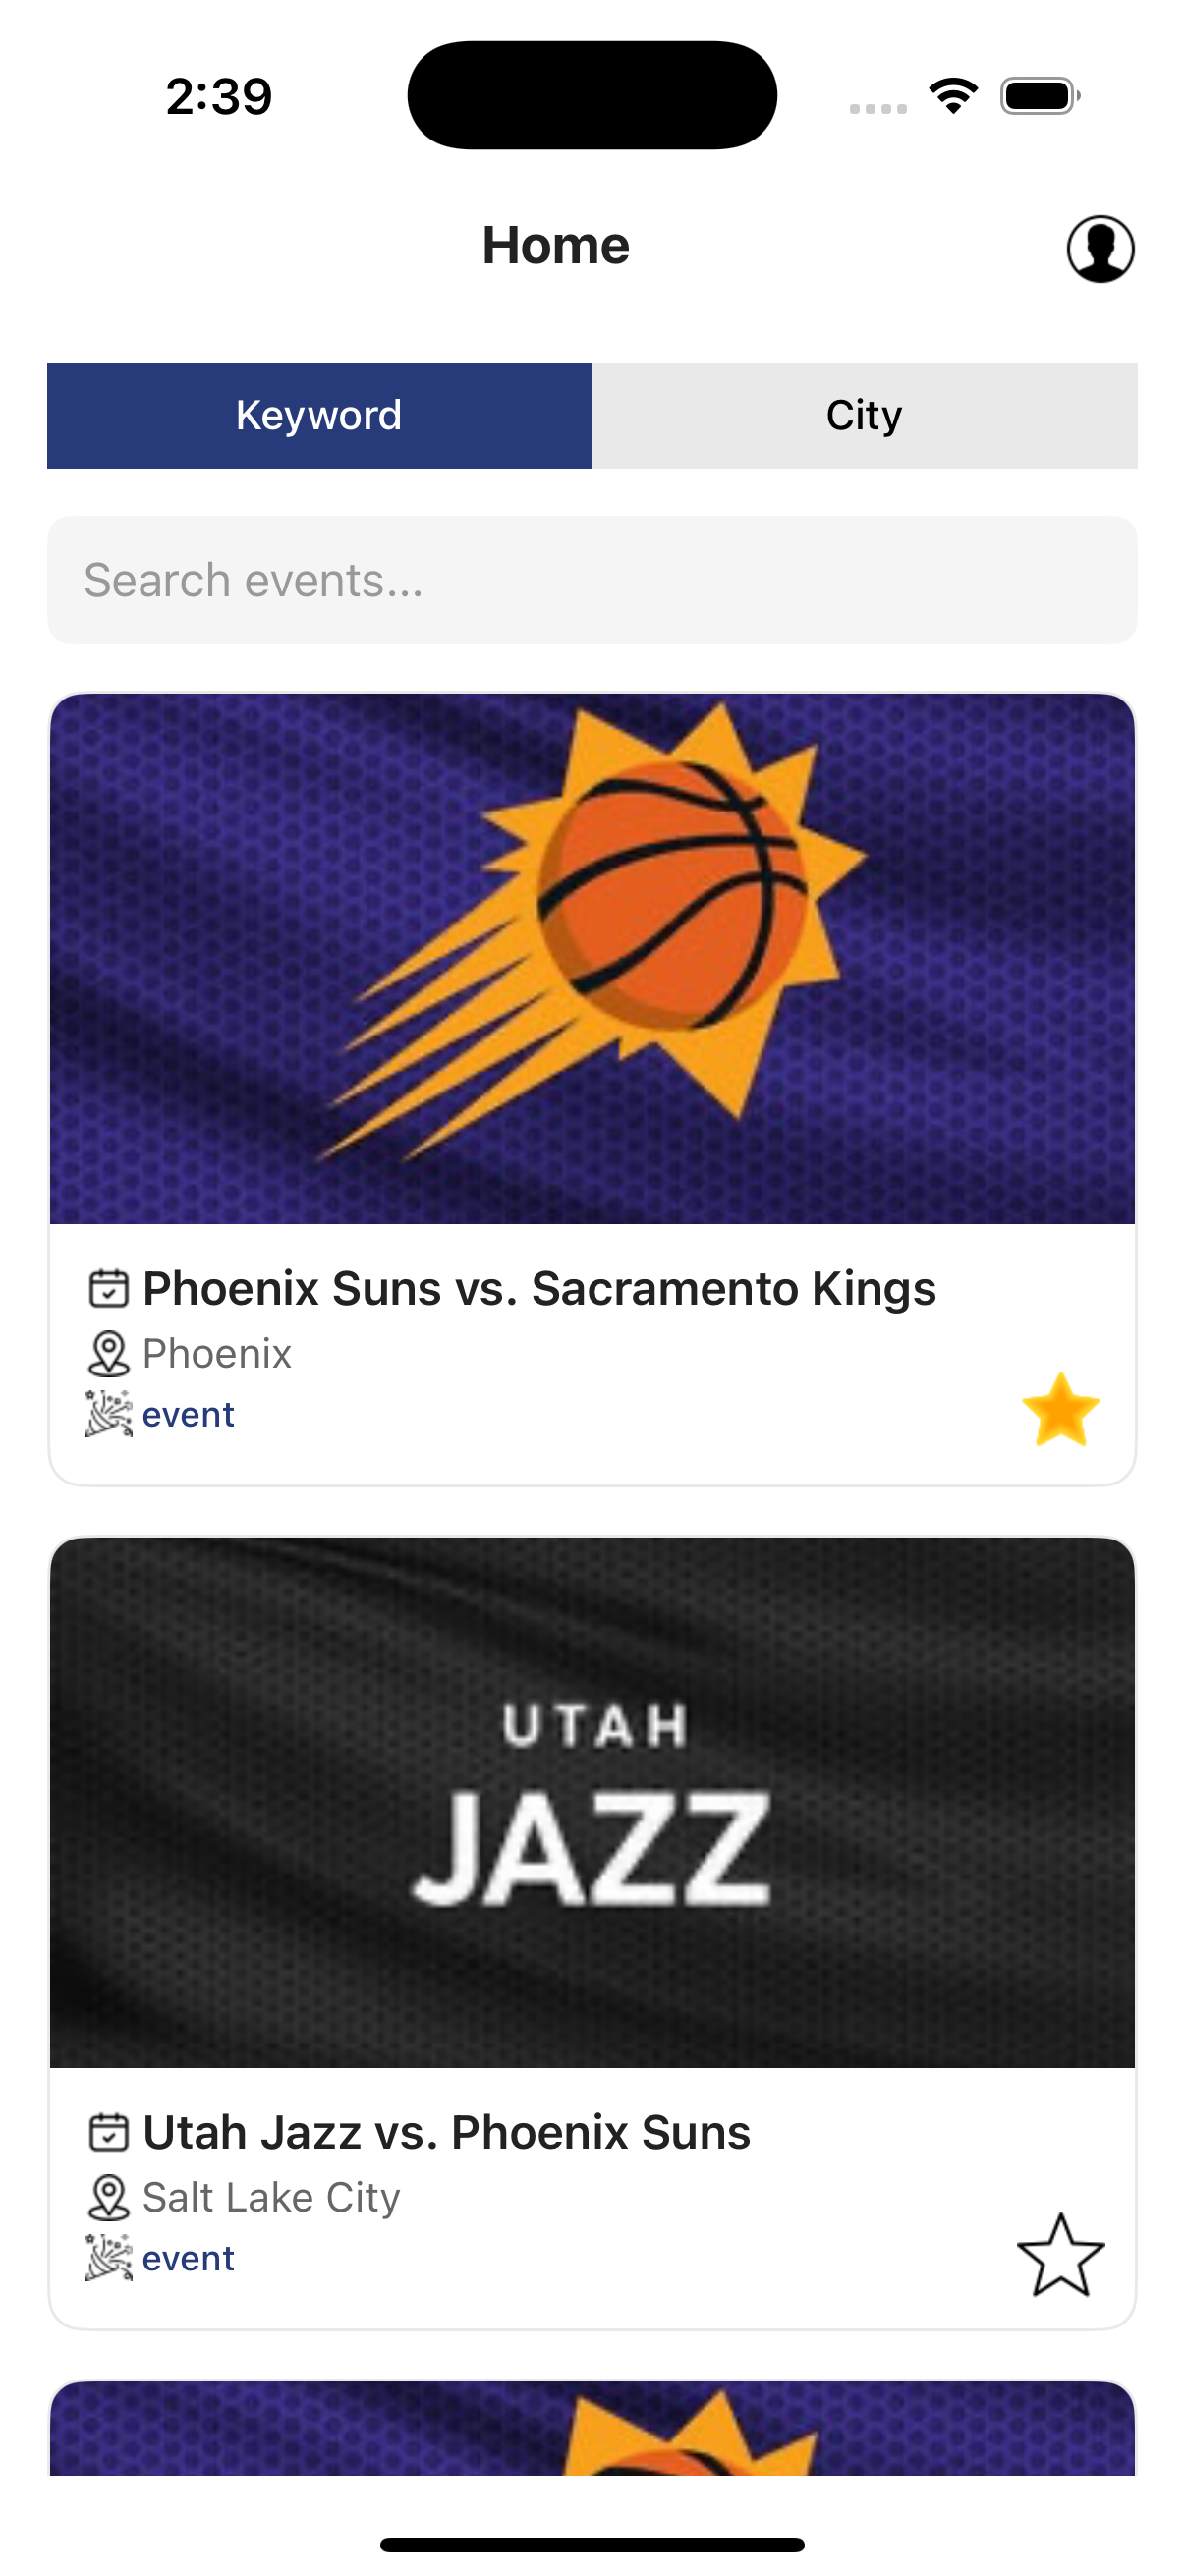 2:39
Home
Keyword
City
Search events...
Phoenix Suns vs. Sacramento Kings
Phoenix
event
UTAH
JAZZ
Utah Jazz vs. Phoenix Suns
Salt Lake City
event